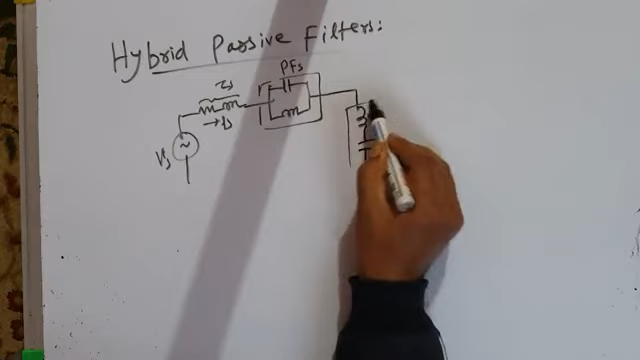 Hybrid Passive Filters:
PFs
Zs
→ Is
Vs